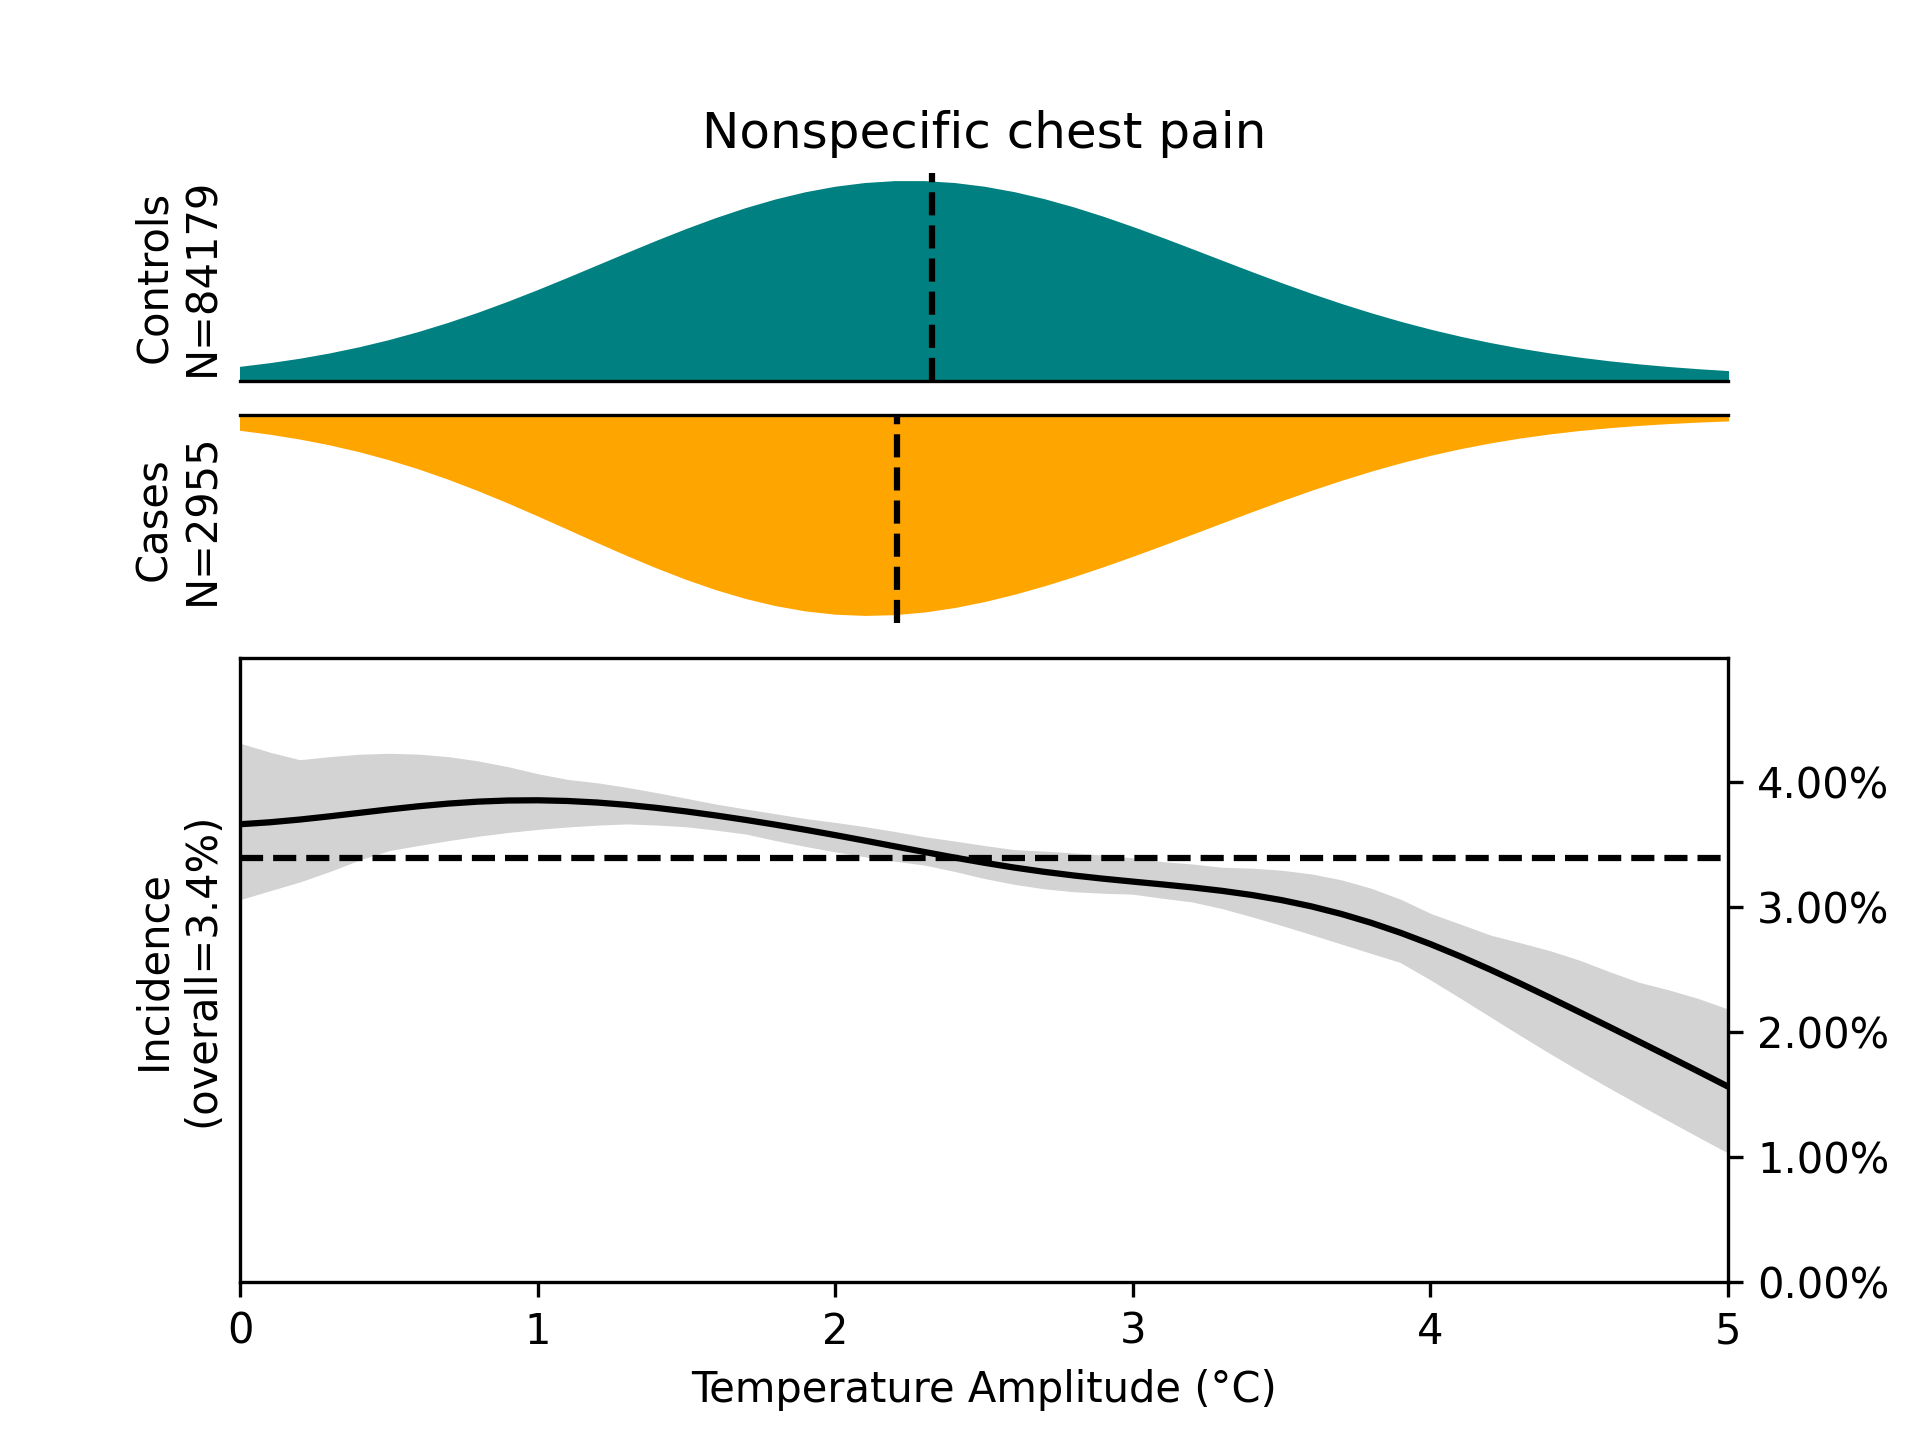 Nonspecific chest pain
Controls
N=84179
Cases
N=2955
Incidence
(overall=3.4%)
4.00%
3.00%
2.00%
1.00%
0.00%
0 1 2 3 4 5
Temperature Amplitude (°C)